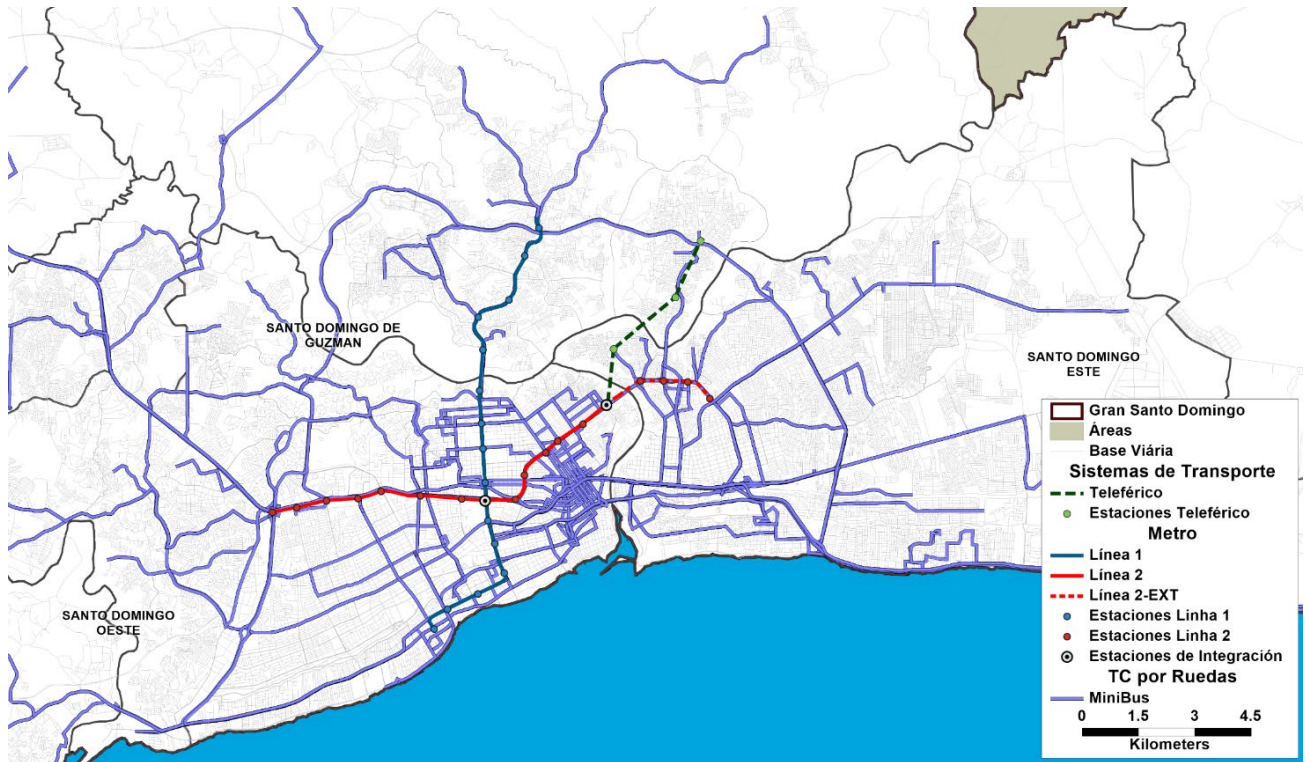 SANTO DOMINGO DE
GUZMAN
SANTO DOMINGO
ESTE
SANTO DOMINGO
OESTE
Gran Santo Domingo
Áreas
Base Viária
Sistemas de Transporte
Teleférico
Estaciones Teleférico
Metro
Línea 1
Línea 2
Línea 2-EXT
Estaciones Linha 1
Estaciones Linha 2
Estaciones de Integración
TC por Ruedas
MiniBus
0 1.5 3 4.5
Kilometers